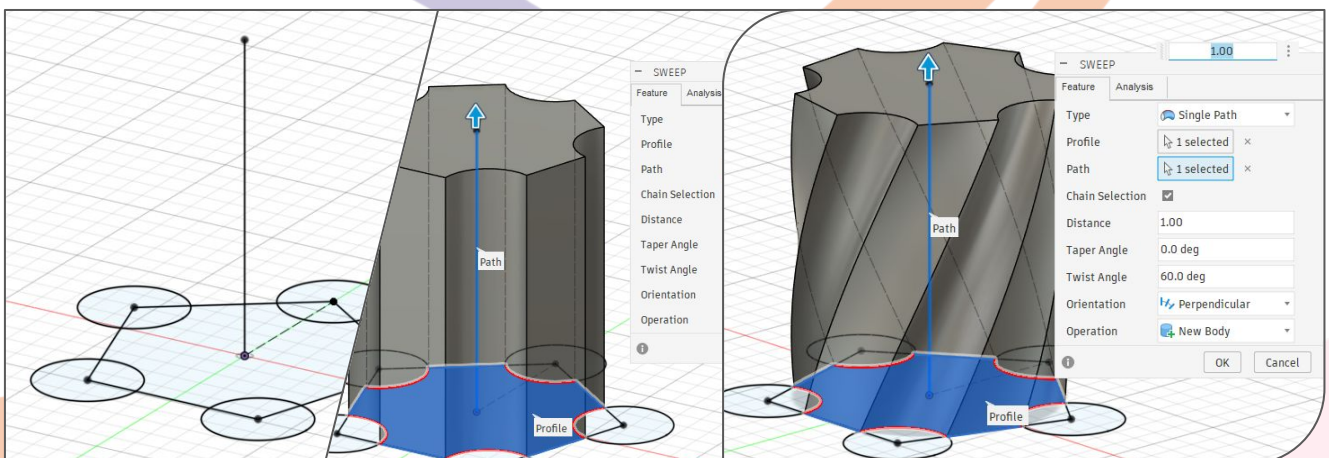 SWEEP
Feature Analysis
Type
Profile
Path
Chain Selection
Distance
Taper Angle
Twist Angle
Orientation
Operation
Path
Profile
1.00
SWEEP
Feature Analysis
Type Single Path
Profile 1 selected
Path 1 selected
Chain Selection
Distance 1.00
Taper Angle 0.0 deg
Twist Angle 60.0 deg
Orientation Perpendicular
Operation New Body
OK Cancel
Path
Profile